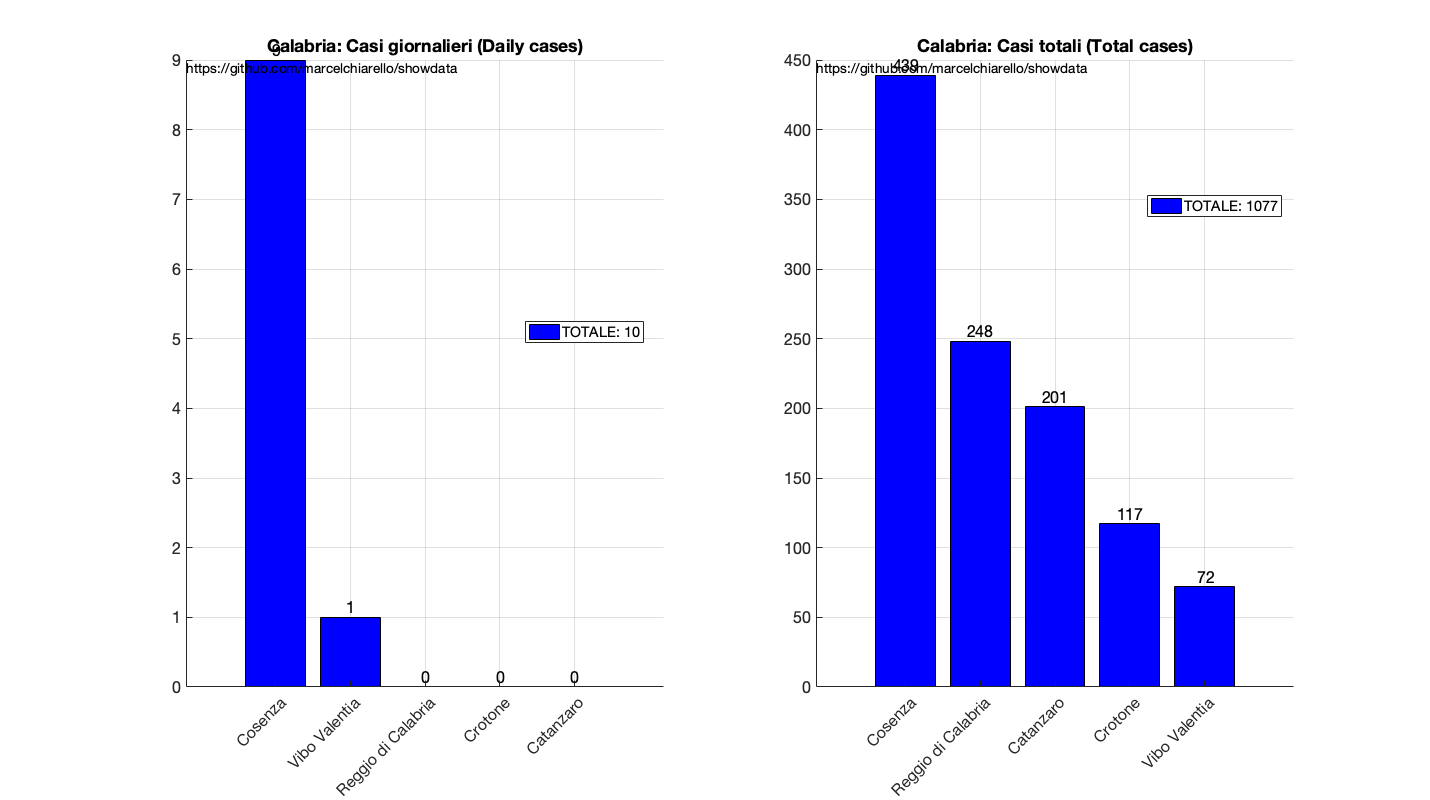 Calabria: Casi giornalieri (Daily cases)
https://github.com/marcelchiarello/showdata
9
9
8
7
6
5
4
3
2
1
0
1
0
0
0
TOTALE: 10
Cosenza
Vibo Valentia
Reggio di Calabria
Crotone
Catanzaro
Calabria: Casi totali (Total cases)
https://github.com/marcelchiarello/showdata
450
400
350
300
250
200
150
100
50
0
439
248
201
117
72
TOTALE: 1077
Cosenza
Reggio di Calabria
Catanzaro
Crotone
Vibo Valentia